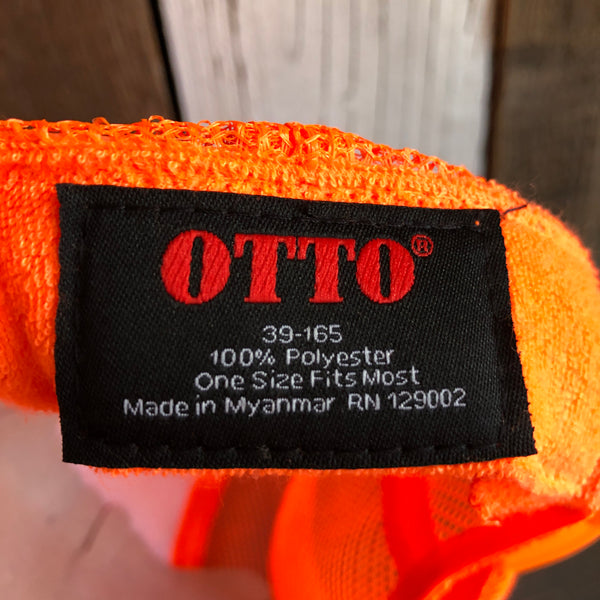 OTTO®
39-165
100% Polyester
One Size Fits Most
Made in Myanmar RN 129002